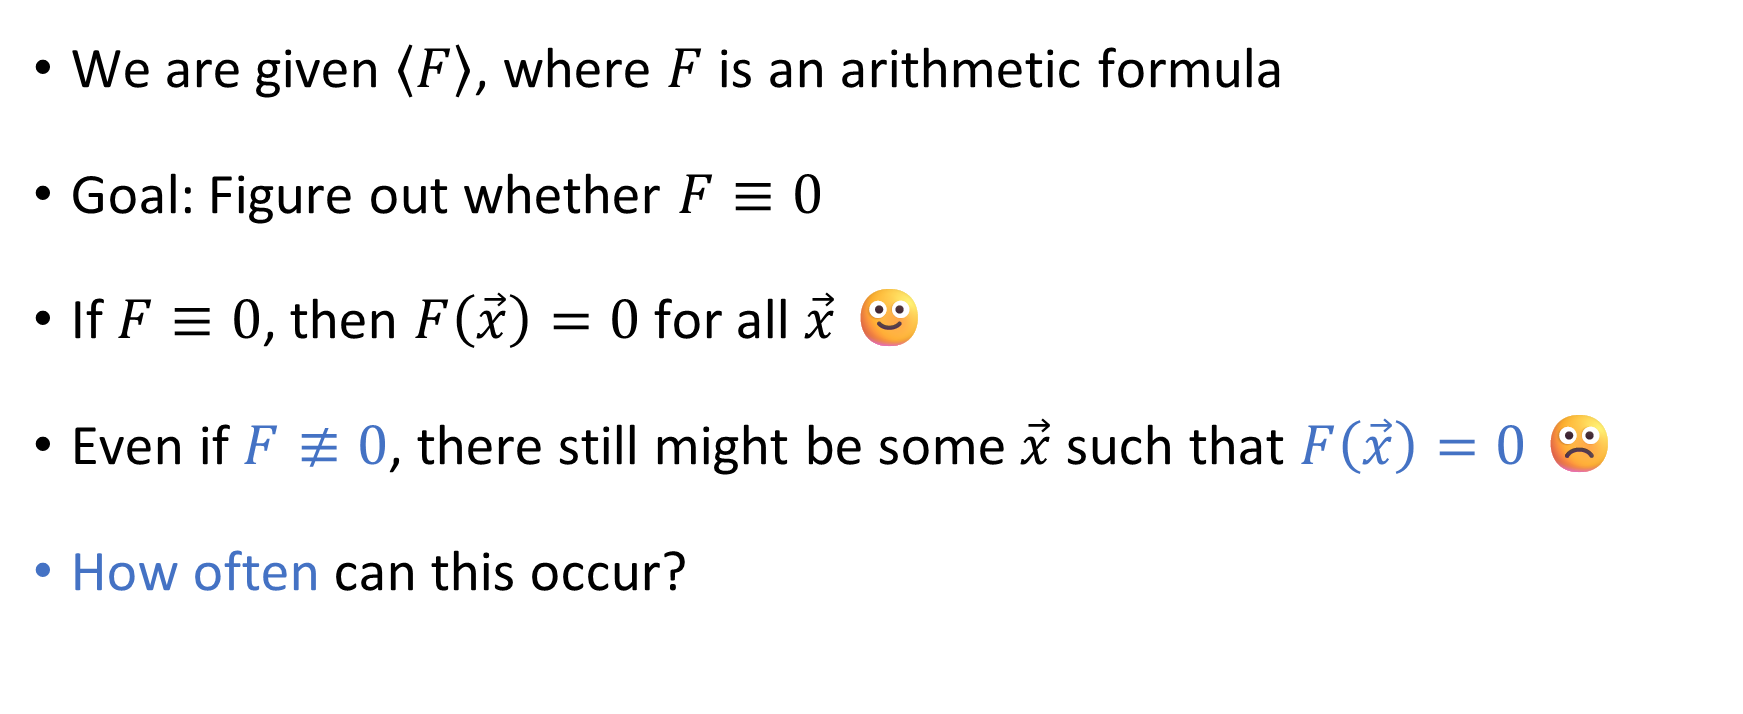 • We are given ⟨F⟩, where F is an arithmetic formula
• Goal: Figure out whether F ≡ 0
• If F ≡ 0, then F(x⃗) = 0 for all x⃗ 🙂
• Even if F ≢ 0, there still might be some x⃗ such that F(x⃗) = 0 ☹️
• How often can this occur?